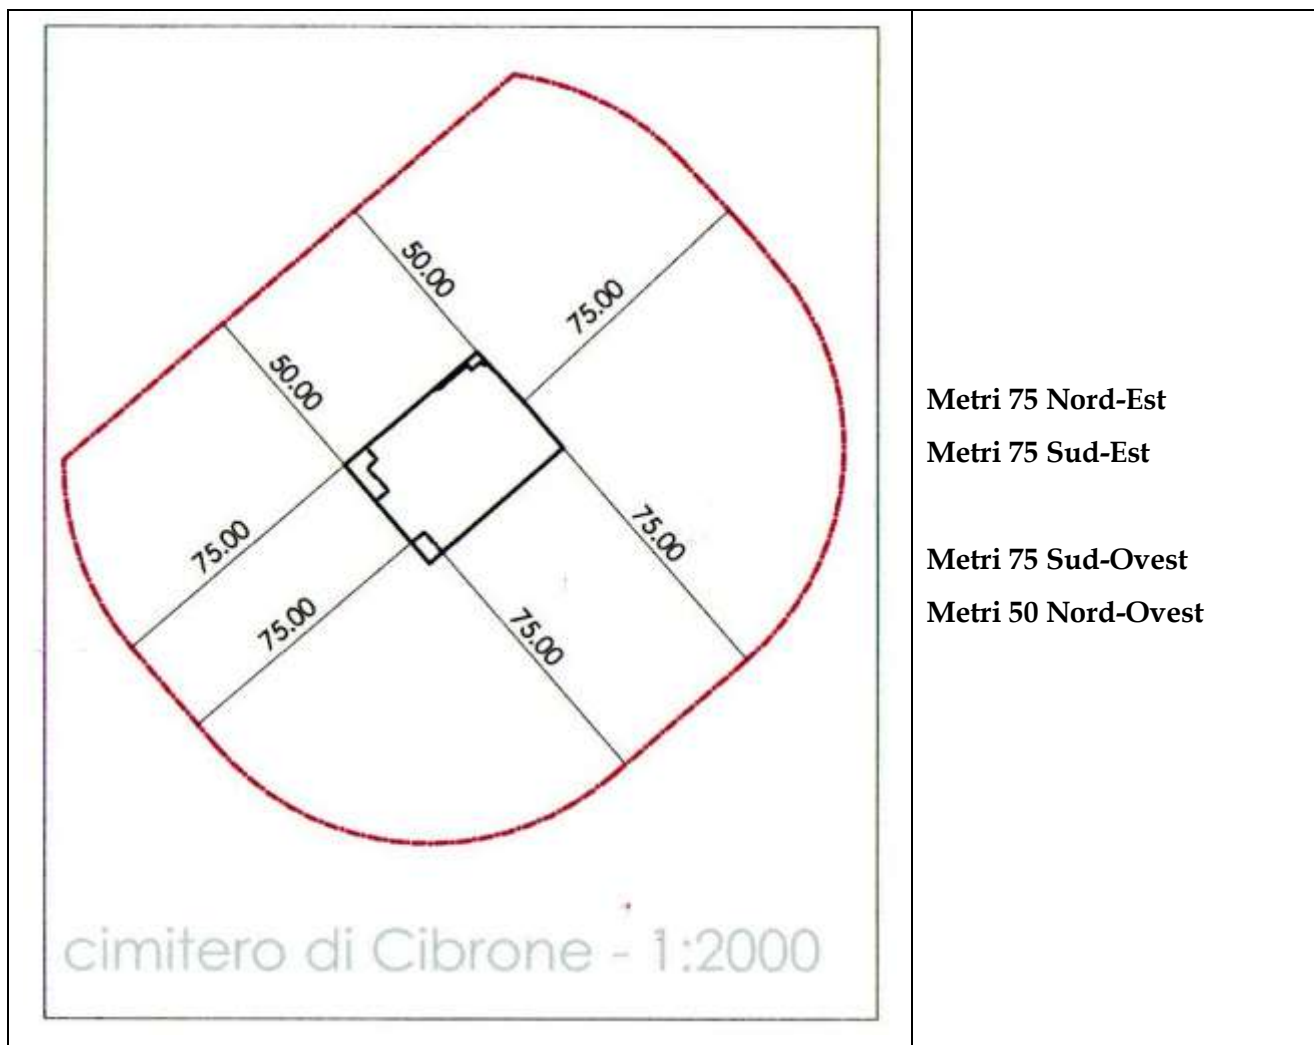 50.00
75.00
50.00
75.00
75.00
75.00
75.00
cimitero di Cibrone - 1:2000
Metri 75 Nord-Est
Metri 75 Sud-Est
Metri 75 Sud-Ovest
Metri 50 Nord-Ovest